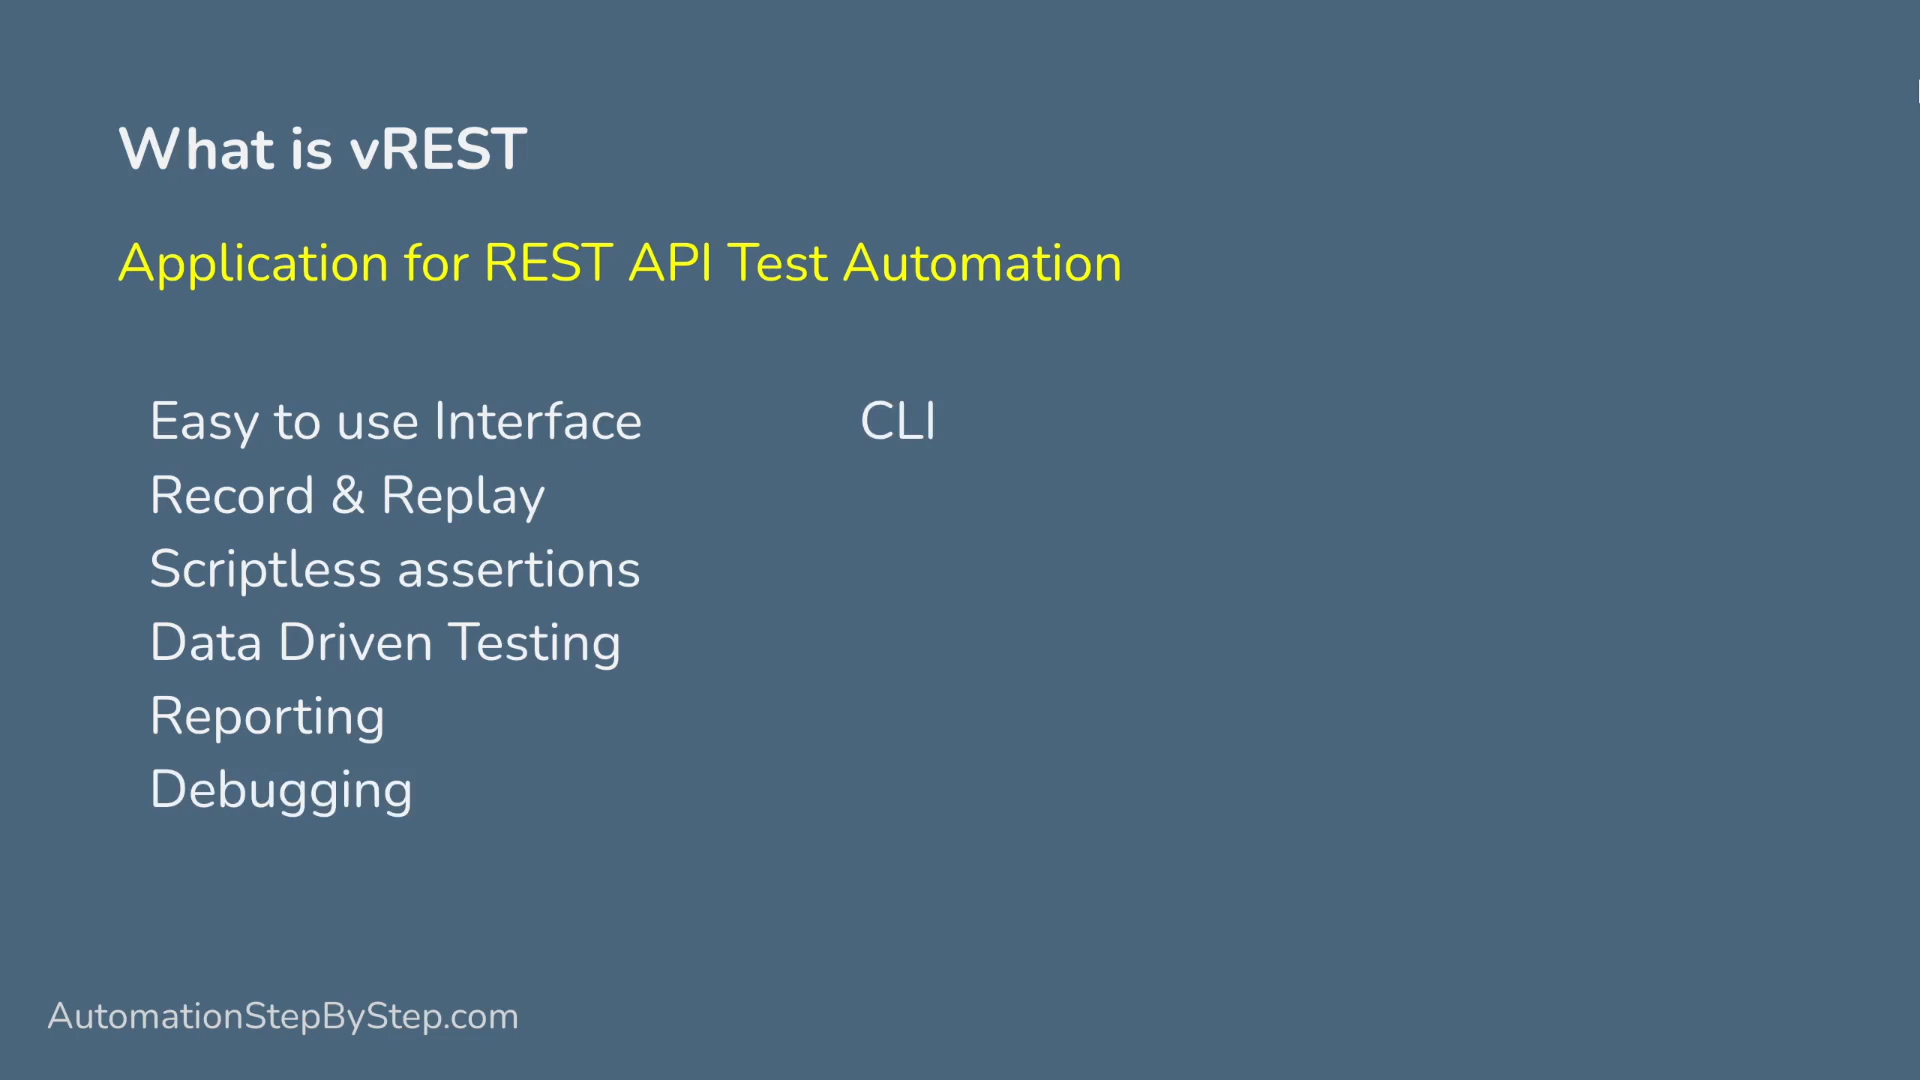 What is vREST
Application for REST API Test Automation
Easy to use Interface
Record & Replay
Scriptless assertions
Data Driven Testing
Reporting
Debugging
CLI
AutomationStepByStep.com